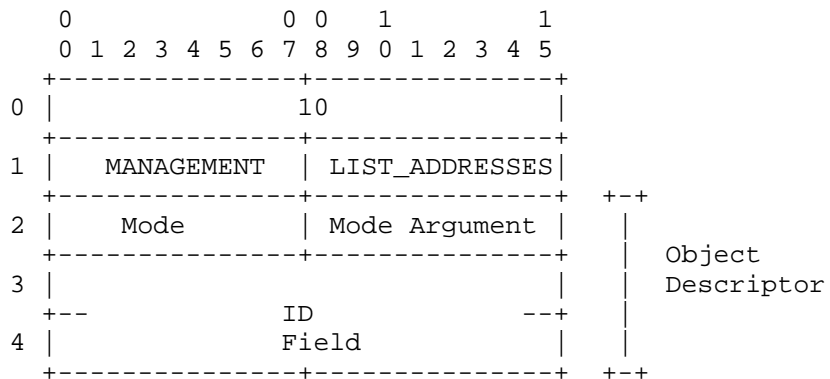 0             0 0   1         1
     0 1 2 3 4 5 6 7 8 9 0 1 2 3 4 5
    +---------------+---------------+
0   |               10              |
    +---------------+---------------+
1   |   MANAGEMENT  | LIST_ADDRESSES|
    +---------------+---------------+  +-+
2   |    Mode       | Mode Argument |   |
    +---------------+---------------+   |  Object
3   |                               |   |  Descriptor
    +--            ID             --+   |
4   |              Field            |   |
    +---------------+---------------+  +-+